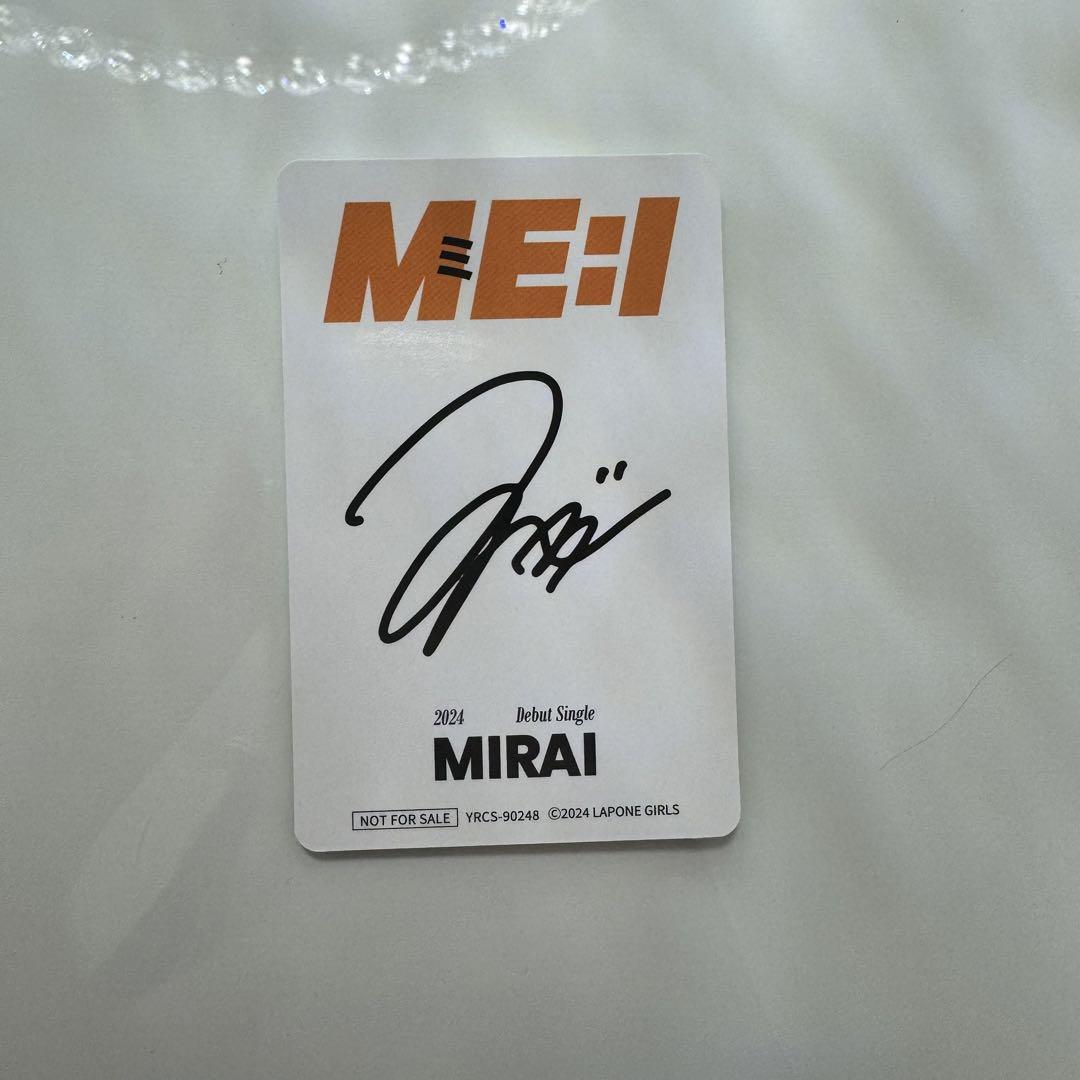 ME:I
2024 Debut Single
MIRAI
NOT FOR SALE YRCS-90248 ©2024 LAPONE GIRLS